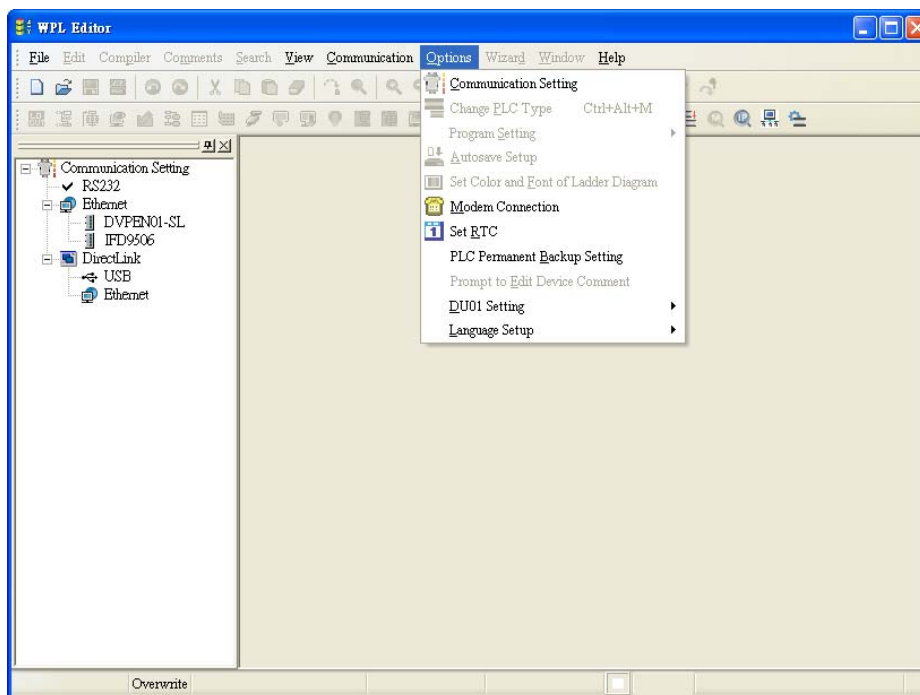 WPL Editor
File Edit Compiler Comments Search View Communication Options Wizard Window Help
Communication Setting
Change PLC Type Ctrl+Alt+M
Program Setting
Autosave Setup
Set Color and Font of Ladder Diagram
Modem Connection
1 Set RTC
PLC Permanent Backup Setting
Prompt to Edit Device Comment
DU01 Setting
Language Setup
Communication Setting
RS232
Ethernet
DVPEN01-SL
IFD9506
DirectLink
USB
Ethernet
Overwrite